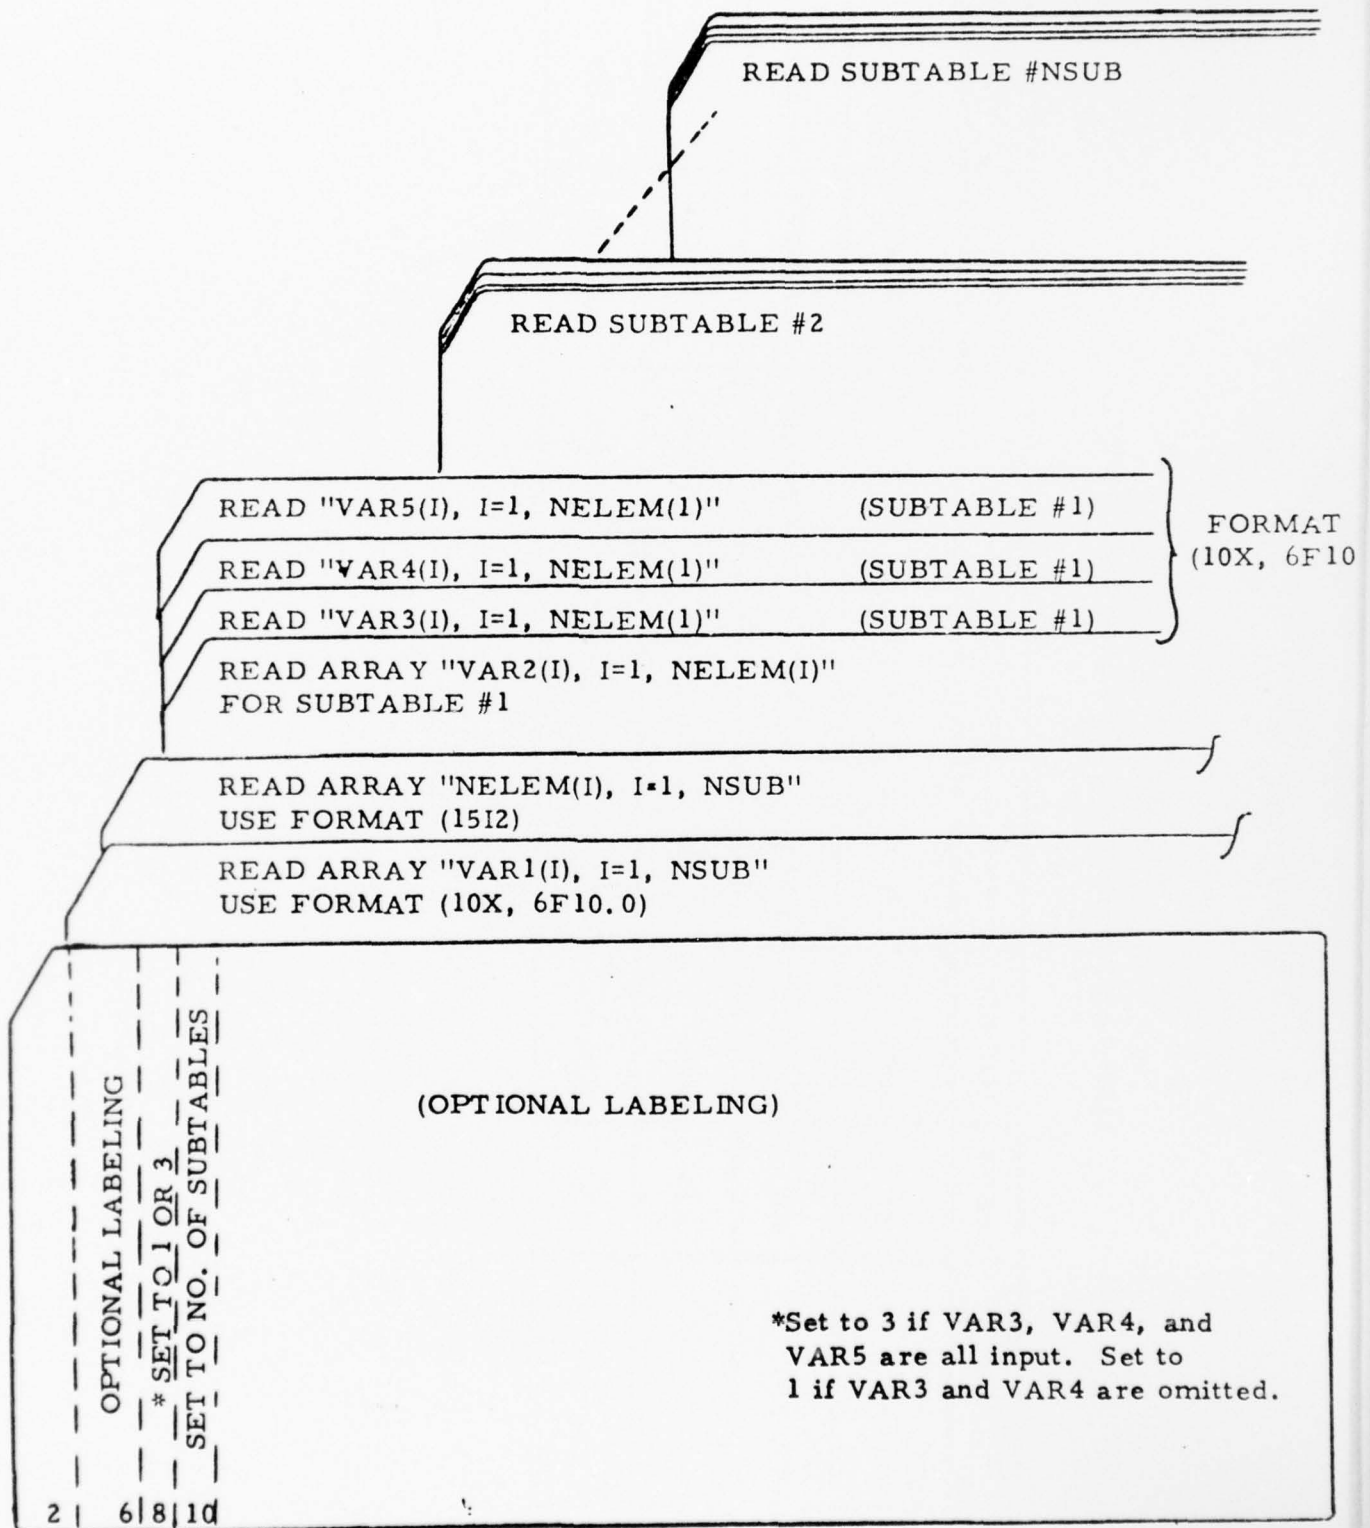 READ SUBTABLE #NSUB
READ SUBTABLE #2
READ "VAR5(I), I=1, NELEM(1)" (SUBTABLE #1)
READ "VAR4(I), I=1, NELEM(1)" (SUBTABLE #1)
READ "VAR3(I), I=1, NELEM(1)" (SUBTABLE #1)
FORMAT
(10X, 6F10
READ ARRAY "VAR2(I), I=1, NELEM(I)"
FOR SUBTABLE #1
READ ARRAY "NELEM(I), I=1, NSUB"
USE FORMAT (15I2)
READ ARRAY "VAR1(I), I=1, NSUB"
USE FORMAT (10X, 6F10.0)
OPTIONAL LABELING
* SET TO 1 OR 3
SET TO NO. OF SUBTABLES
(OPTIONAL LABELING)
*Set to 3 if VAR3, VAR4, and
VAR5 are all input. Set to
1 if VAR3 and VAR4 are omitted.
2 6 8 10